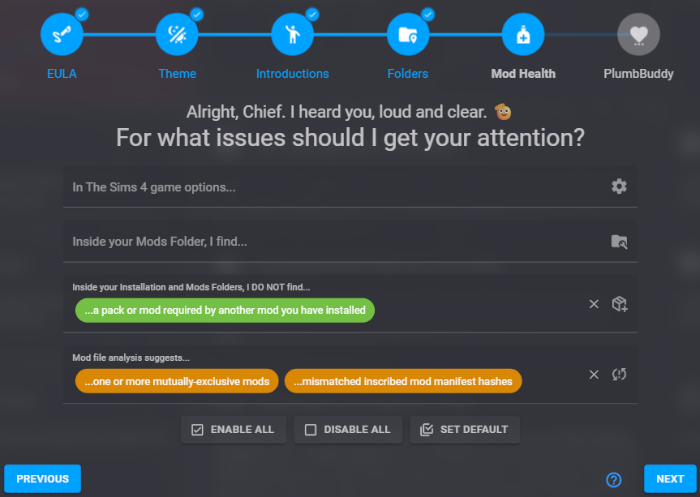 EULA
Theme
Introductions
Folders
Mod Health
PlumbBuddy
Alright, Chief. I heard you, loud and clear.
For what issues should I get your attention?
In The Sims 4 game options...
Inside your Mods Folder, I find...
Inside your Installation and Mods Folders, I DO NOT find...
...a pack or mod required by another mod you have installed
Mod file analysis suggests...
...one or more mutually-exclusive mods
...mismatched inscribed mod manifest hashes
ENABLE ALL
DISABLE ALL
SET DEFAULT
PREVIOUS
NEXT